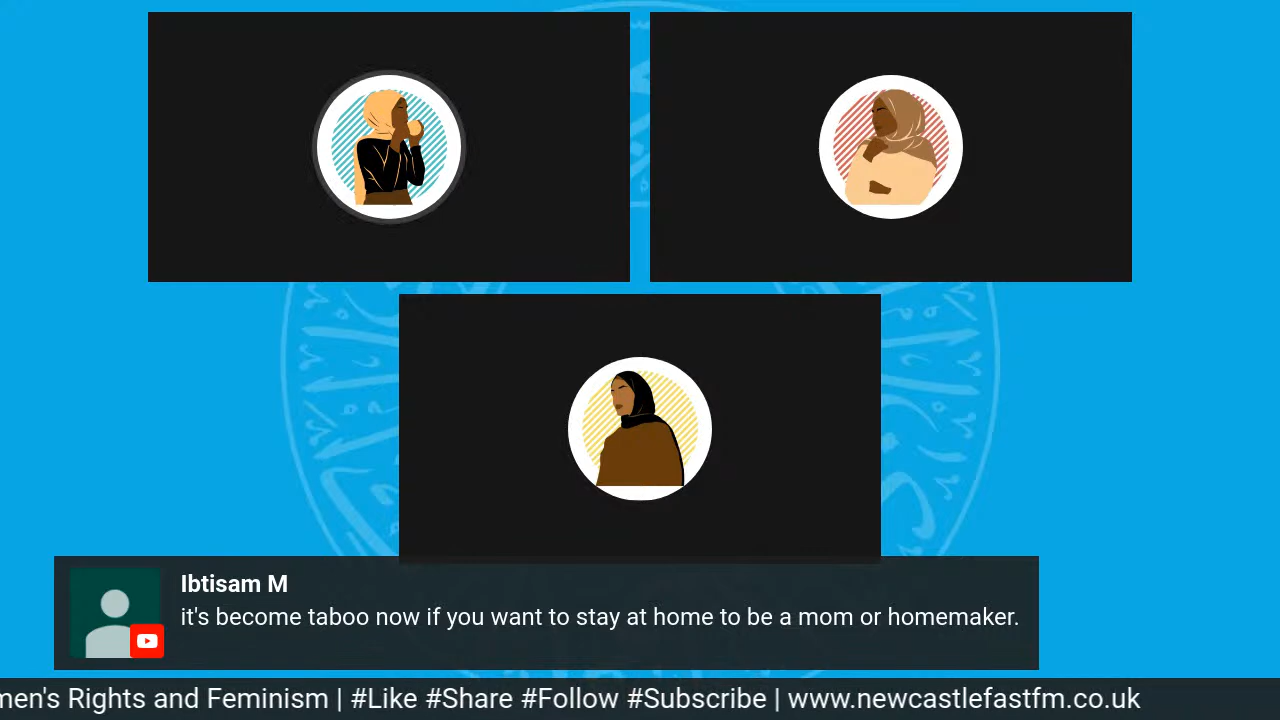 Ibtisam M
it's become taboo now if you want to stay at home to be a mom or homemaker.
men's Rights and Feminism | #Like #Share #Follow #Subscribe | www.newcastlefastfm.co.uk